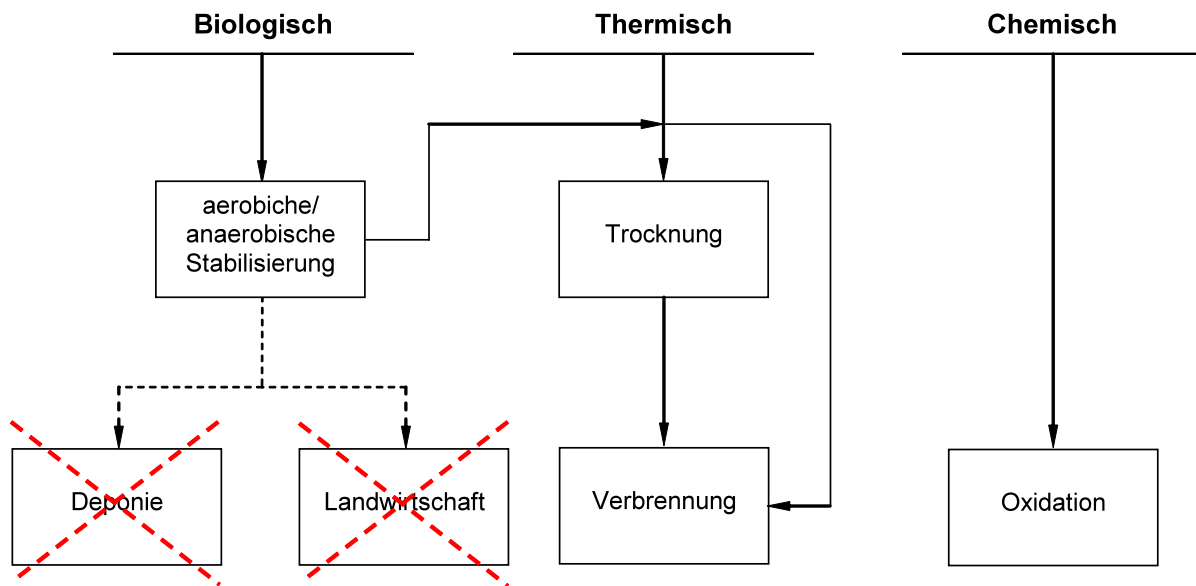 Biologisch
Thermisch
Chemisch
aerobiche/
anaerobische
Stabilisierung
Trocknung
Deponie
Landwirtschaft
Verbrennung
Oxidation